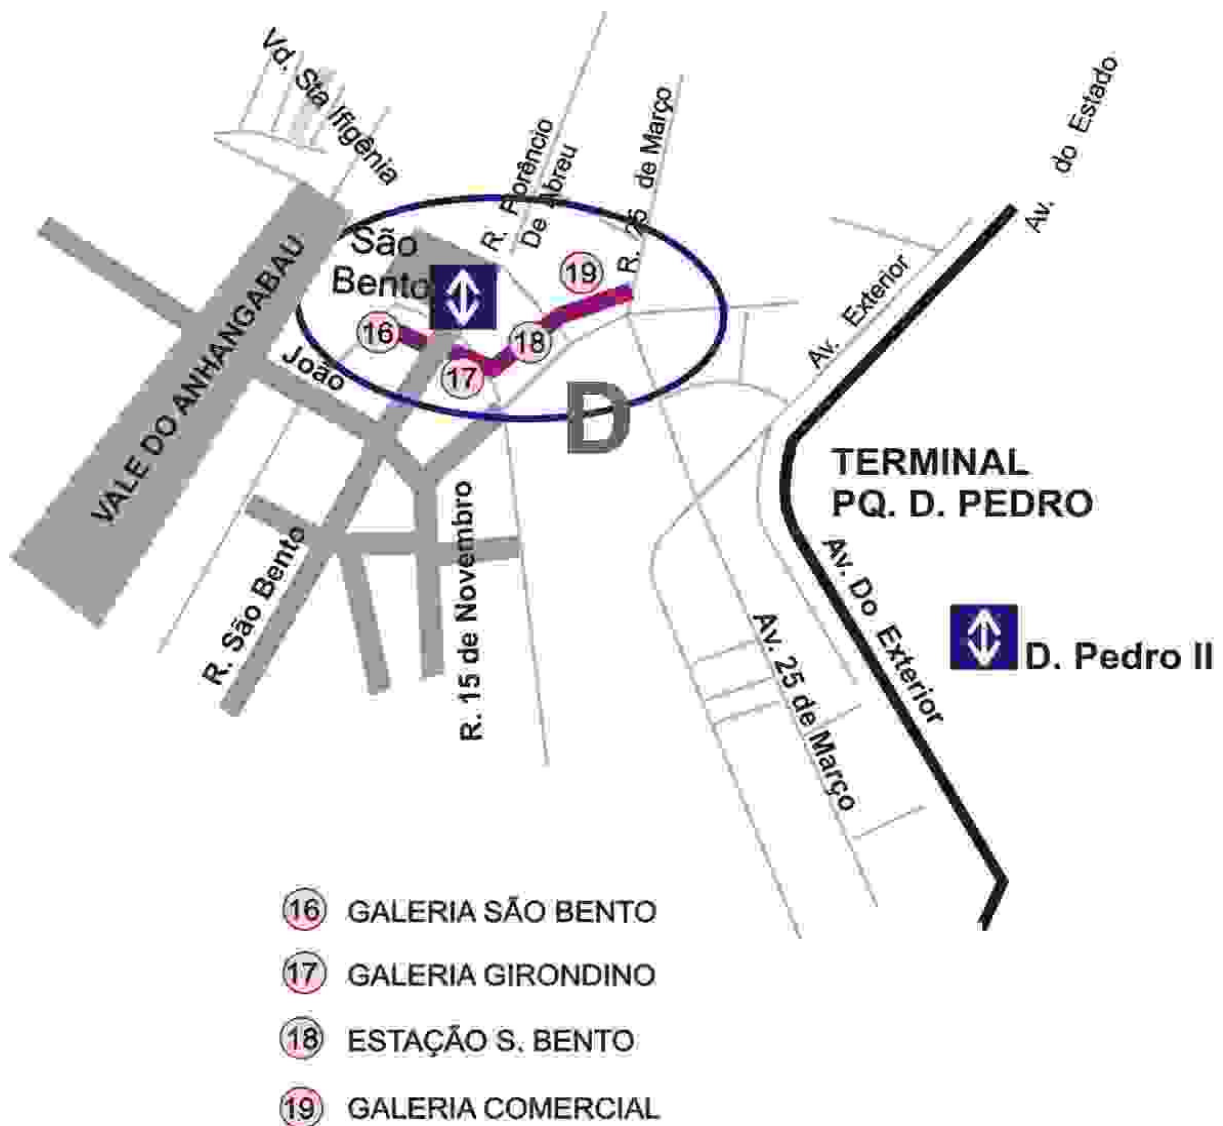 Vd. Sta Ifigênia
R. Florêncio
De Abreu
R. 25 de Março
Av. do Estado
São
Bento
19
16
18
17
João
VALE DO ANHANGABAU
Av. Exterior
D
TERMINAL
PQ. D. PEDRO
R. São Bento
R. 15 de Novembro
Av. Do Exterior
D. Pedro II
Av. 25 de Março
16 GALERIA SÃO BENTO
17 GALERIA GIRONDINO
18 ESTAÇÃO S. BENTO
19 GALERIA COMERCIAL